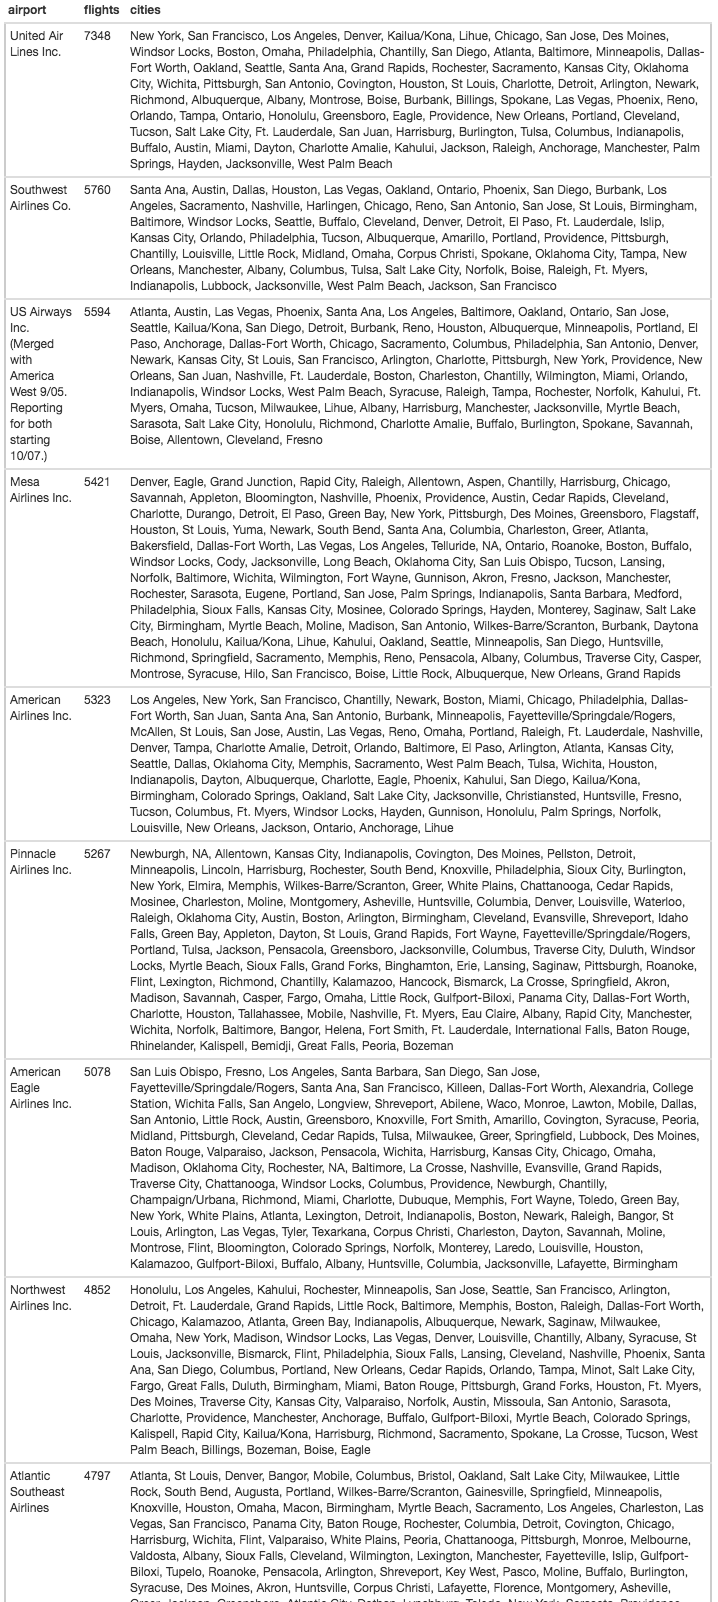 airport flights cities
United Air Lines Inc. 7348 New York, San Francisco, Los Angeles, Denver, Kailua/Kona, Lihue, Chicago, San Jose, Des Moines,
Windsor Locks, Boston, Omaha, Philadelphia, Chantilly, San Diego, Atlanta, Baltimore, Minneapolis, Dallas-
Fort Worth, Oakland, Seattle, Santa Ana, Grand Rapids, Rochester, Sacramento, Kansas City, Oklahoma
City, Wichita, Pittsburgh, San Antonio, Covington, Houston, St Louis, Charlotte, Detroit, Arlington, Newark,
Richmond, Albuquerque, Albany, Montrose, Boise, Burbank, Billings, Spokane, Las Vegas, Phoenix, Reno,
Orlando, Tampa, Ontario, Honolulu, Greensboro, Eagle, Providence, New Orleans, Portland, Cleveland,
Tucson, Salt Lake City, Ft. Lauderdale, San Juan, Harrisburg, Burlington, Tulsa, Columbus, Indianapolis,
Buffalo, Austin, Miami, Dayton, Charlotte Amalie, Kahului, Jackson, Raleigh, Anchorage, Manchester, Palm
Springs, Hayden, Jacksonville, West Palm Beach
Southwest Airlines Co. 5760 Santa Ana, Austin, Dallas, Houston, Las Vegas, Oakland, Ontario, Phoenix, San Diego, Burbank, Los
Angeles, Sacramento, Nashville, Harlingen, Chicago, Reno, San Antonio, San Jose, St Louis, Birmingham,
Baltimore, Windsor Locks, Seattle, Buffalo, Cleveland, Denver, Detroit, El Paso, Ft. Lauderdale, Islip,
Kansas City, Orlando, Philadelphia, Tucson, Albuquerque, Amarillo, Portland, Providence, Pittsburgh,
Chantilly, Louisville, Little Rock, Midland, Omaha, Corpus Christi, Spokane, Oklahoma City, Tampa, New
Orleans, Manchester, Albany, Columbus, Tulsa, Salt Lake City, Norfolk, Boise, Raleigh, Ft. Myers,
Indianapolis, Lubbock, Jacksonville, West Palm Beach, Jackson, San Francisco
US Airways Inc. (Merged with America West 9/05. Reporting for both starting 10/07.) 5594 Atlanta, Austin, Las Vegas, Phoenix, Santa Ana, Los Angeles, Baltimore, Oakland, Ontario, San Jose,
Seattle, Kailua/Kona, San Diego, Detroit, Burbank, Reno, Houston, Albuquerque, Minneapolis, Portland, El
Paso, Anchorage, Dallas-Fort Worth, Chicago, Sacramento, Columbus, Philadelphia, San Antonio, Denver,
Newark, Kansas City, St Louis, San Francisco, Arlington, Charlotte, Pittsburgh, New York, Providence, New
Orleans, San Juan, Nashville, Ft. Lauderdale, Boston, Charleston, Chantilly, Wilmington, Miami, Orlando,
Indianapolis, Windsor Locks, West Palm Beach, Syracuse, Raleigh, Tampa, Rochester, Norfolk, Kahului, Ft.
Myers, Omaha, Tucson, Milwaukee, Lihue, Albany, Harrisburg, Manchester, Jacksonville, Myrtle Beach,
Sarasota, Salt Lake City, Honolulu, Richmond, Charlotte Amalie, Buffalo, Burlington, Spokane, Savannah,
Boise, Allentown, Cleveland, Fresno
Mesa Airlines Inc. 5421 Denver, Eagle, Grand Junction, Rapid City, Raleigh, Allentown, Aspen, Chantilly, Harrisburg, Chicago,
Savannah, Appleton, Bloomington, Nashville, Phoenix, Providence, Austin, Cedar Rapids, Cleveland,
Charlotte, Durango, Detroit, El Paso, Green Bay, New York, Pittsburgh, Des Moines, Greensboro, Flagstaff,
Houston, St Louis, Yuma, Newark, South Bend, Santa Ana, Columbia, Charleston, Greer, Atlanta,
Bakersfield, Dallas-Fort Worth, Las Vegas, Los Angeles, Telluride, NA, Ontario, Roanoke, Boston, Buffalo,
Windsor Locks, Cody, Jacksonville, Long Beach, Oklahoma City, San Luis Obispo, Tucson, Lansing,
Norfolk, Baltimore, Wichita, Wilmington, Fort Wayne, Gunnison, Akron, Fresno, Jackson, Manchester,
Rochester, Sarasota, Eugene, Portland, San Jose, Palm Springs, Indianapolis, Santa Barbara, Medford,
Philadelphia, Sioux Falls, Kansas City, Mosinee, Colorado Springs, Hayden, Monterey, Saginaw, Salt Lake
City, Birmingham, Myrtle Beach, Moline, Madison, San Antonio, Wilkes-Barre/Scranton, Burbank, Daytona
Beach, Honolulu, Kailua/Kona, Lihue, Kahului, Oakland, Seattle, Minneapolis, San Diego, Huntsville,
Richmond, Springfield, Sacramento, Memphis, Reno, Pensacola, Albany, Columbus, Traverse City, Casper,
Montrose, Syracuse, Hilo, San Francisco, Boise, Little Rock, Albuquerque, New Orleans, Grand Rapids
American Airlines Inc. 5323 Los Angeles, New York, San Francisco, Chantilly, Newark, Boston, Miami, Chicago, Philadelphia, Dallas-
Fort Worth, San Juan, Santa Ana, San Antonio, Burbank, Minneapolis, Fayetteville/Springdale/Rogers,
McAllen, St Louis, San Jose, Austin, Las Vegas, Reno, Omaha, Portland, Raleigh, Ft. Lauderdale, Nashville,
Denver, Tampa, Charlotte Amalie, Detroit, Orlando, Baltimore, El Paso, Arlington, Atlanta, Kansas City,
Seattle, Dallas, Oklahoma City, Memphis, Sacramento, West Palm Beach, Tulsa, Wichita, Houston,
Indianapolis, Dayton, Albuquerque, Charlotte, Eagle, Phoenix, Kahului, San Diego, Kailua/Kona,
Birmingham, Colorado Springs, Oakland, Salt Lake City, Jacksonville, Christiansted, Huntsville, Fresno,
Tucson, Columbus, Ft. Myers, Windsor Locks, Hayden, Gunnison, Honolulu, Palm Springs, Norfolk,
Louisville, New Orleans, Jackson, Ontario, Anchorage, Lihue
Pinnacle Airlines Inc. 5267 Newburgh, NA, Allentown, Kansas City, Indianapolis, Covington, Des Moines, Pellston, Detroit,
Minneapolis, Lincoln, Harrisburg, Rochester, South Bend, Knoxville, Philadelphia, Sioux City, Burlington,
New York, Elmira, Memphis, Wilkes-Barre/Scranton, Greer, White Plains, Chattanooga, Cedar Rapids,
Mosinee, Charleston, Moline, Montgomery, Asheville, Huntsville, Columbia, Denver, Louisville, Waterloo,
Raleigh, Oklahoma City, Austin, Boston, Arlington, Birmingham, Cleveland, Evansville, Shreveport, Idaho
Falls, Green Bay, Appleton, Dayton, St Louis, Grand Rapids, Fort Wayne, Fayetteville/Springdale/Rogers,
Portland, Tulsa, Jackson, Pensacola, Greensboro, Jacksonville, Columbus, Traverse City, Duluth, Windsor
Locks, Myrtle Beach, Sioux Falls, Grand Forks, Binghamton, Erie, Lansing, Saginaw, Pittsburgh, Roanoke,
Flint, Lexington, Richmond, Chantilly, Kalamazoo, Hancock, Bismarck, La Crosse, Springfield, Akron,
Madison, Savannah, Casper, Fargo, Omaha, Little Rock, Gulfport-Biloxi, Panama City, Dallas-Fort Worth,
Charlotte, Houston, Tallahassee, Mobile, Nashville, Ft. Myers, Eau Claire, Albany, Rapid City, Manchester,
Wichita, Norfolk, Baltimore, Bangor, Helena, Fort Smith, Ft. Lauderdale, International Falls, Baton Rouge,
Rhinelander, Kalispell, Bemidji, Great Falls, Peoria, Bozeman
American Eagle Airlines Inc. 5078 San Luis Obispo, Fresno, Los Angeles, Santa Barbara, San Diego, San Jose,
Fayetteville/Springdale/Rogers, Santa Ana, San Francisco, Killeen, Dallas-Fort Worth, Alexandria, College
Station, Wichita Falls, San Angelo, Longview, Shreveport, Abilene, Waco, Monroe, Lawton, Mobile, Dallas,
San Antonio, Little Rock, Austin, Greensboro, Knoxville, Fort Smith, Amarillo, Covington, Syracuse, Peoria,
Midland, Pittsburgh, Cleveland, Cedar Rapids, Tulsa, Milwaukee, Greer, Springfield, Lubbock, Des Moines,
Baton Rouge, Valparaiso, Jackson, Pensacola, Wichita, Harrisburg, Kansas City, Chicago, Omaha,
Madison, Oklahoma City, Rochester, NA, Baltimore, La Crosse, Nashville, Evansville, Grand Rapids,
Traverse City, Chattanooga, Windsor Locks, Columbus, Providence, Newburgh, Chantilly,
Champaign/Urbana, Richmond, Miami, Charlotte, Dubuque, Memphis, Fort Wayne, Toledo, Green Bay,
New York, White Plains, Atlanta, Lexington, Detroit, Indianapolis, Boston, Newark, Raleigh, Bangor, St
Louis, Arlington, Las Vegas, Tyler, Texarkana, Corpus Christi, Charleston, Dayton, Savannah, Moline,
Montrose, Flint, Bloomington, Colorado Springs, Norfolk, Monterey, Laredo, Louisville, Houston,
Kalamazoo, Gulfport-Biloxi, Buffalo, Albany, Huntsville, Columbia, Jacksonville, Lafayette, Birmingham
Northwest Airlines Inc. 4852 Honolulu, Los Angeles, Kahului, Rochester, Minneapolis, San Jose, Seattle, San Francisco, Arlington,
Detroit, Ft. Lauderdale, Grand Rapids, Little Rock, Baltimore, Memphis, Boston, Raleigh, Dallas-Fort Worth,
Chicago, Kalamazoo, Atlanta, Green Bay, Indianapolis, Albuquerque, Newark, Saginaw, Milwaukee,
Omaha, New York, Madison, Windsor Locks, Las Vegas, Denver, Louisville, Chantilly, Albany, Syracuse, St
Louis, Jacksonville, Bismarck, Flint, Philadelphia, Sioux Falls, Lansing, Cleveland, Nashville, Phoenix, Santa
Ana, San Diego, Columbus, Portland, New Orleans, Cedar Rapids, Orlando, Tampa, Minot, Salt Lake City,
Fargo, Great Falls, Duluth, Birmingham, Miami, Baton Rouge, Pittsburgh, Grand Forks, Houston, Ft. Myers,
Des Moines, Traverse City, Kansas City, Valparaiso, Norfolk, Austin, Missoula, San Antonio, Sarasota,
Charlotte, Providence, Manchester, Anchorage, Buffalo, Gulfport-Biloxi, Myrtle Beach, Colorado Springs,
Kalispell, Rapid City, Kailua/Kona, Harrisburg, Richmond, Sacramento, Spokane, La Crosse, Tucson, West
Palm Beach, Billings, Bozeman, Boise, Eagle
Atlantic Southeast Airlines 4797 Atlanta, St Louis, Denver, Bangor, Mobile, Columbus, Bristol, Oakland, Salt Lake City, Milwaukee, Little
Rock, South Bend, Augusta, Portland, Wilkes-Barre/Scranton, Gainesville, Springfield, Minneapolis,
Knoxville, Houston, Omaha, Macon, Birmingham, Myrtle Beach, Sacramento, Los Angeles, Charleston, Las
Vegas, San Francisco, Panama City, Baton Rouge, Rochester, Columbia, Detroit, Covington, Chicago,
Harrisburg, Wichita, Flint, Valparaiso, White Plains, Peoria, Chattanooga, Pittsburgh, Monroe, Melbourne,
Valdosta, Albany, Sioux Falls, Cleveland, Wilmington, Lexington, Manchester, Fayetteville, Islip, Gulfport-
Biloxi, Tupelo, Roanoke, Pensacola, Arlington, Shreveport, Key West, Pasco, Moline, Buffalo, Burlington,
Syracuse, Des Moines, Akron, Huntsville, Corpus Christi, Lafayette, Florence, Montgomery, Asheville,